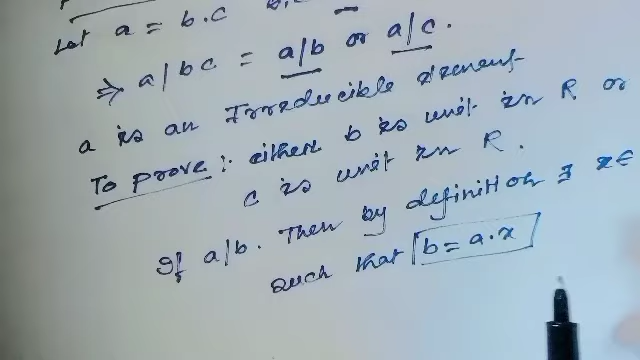 Let a = b.c
⇒ a/bc = a/b or a/c.
a is an Irreducible element
To prove : either b is unit in R or
c is unit in R.
If a/b. Then by definition ∃ x ∈
such that b = a.x